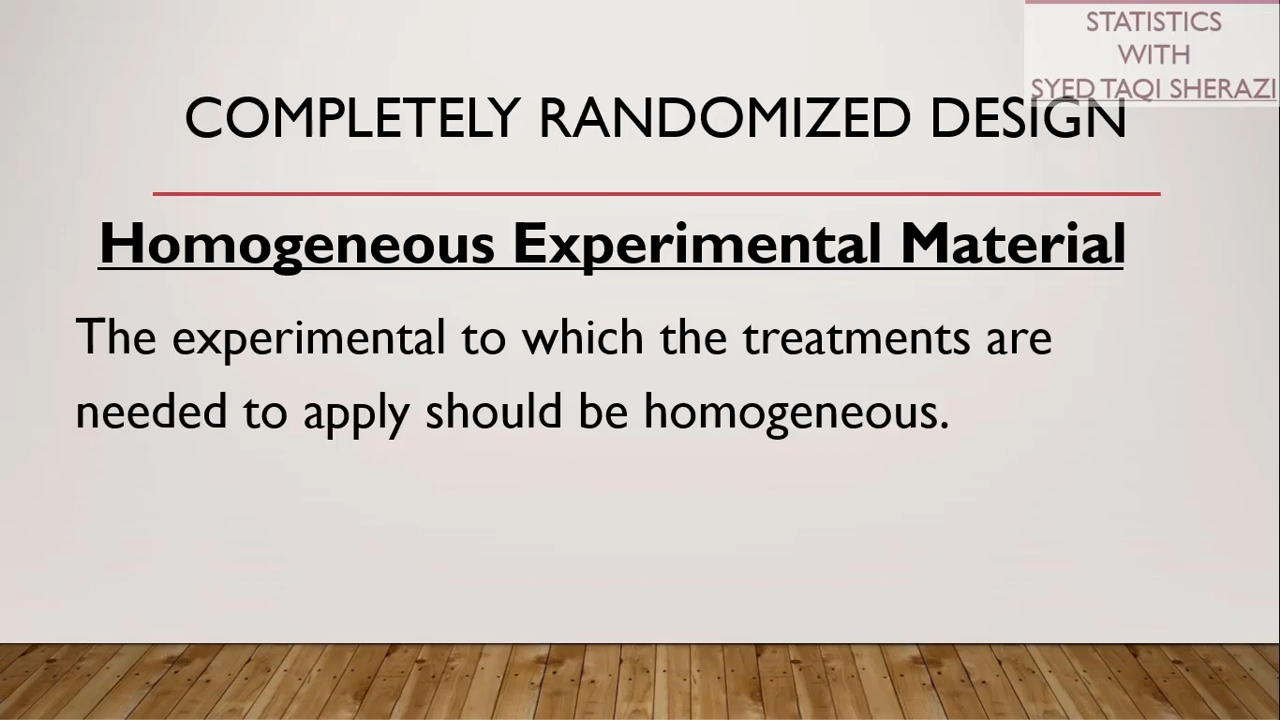 STATISTICS
WITH
SYED TAQI SHERAZI
COMPLETELY RANDOMIZED DESIGN
Homogeneous Experimental Material
The experimental to which the treatments are
needed to apply should be homogeneous.